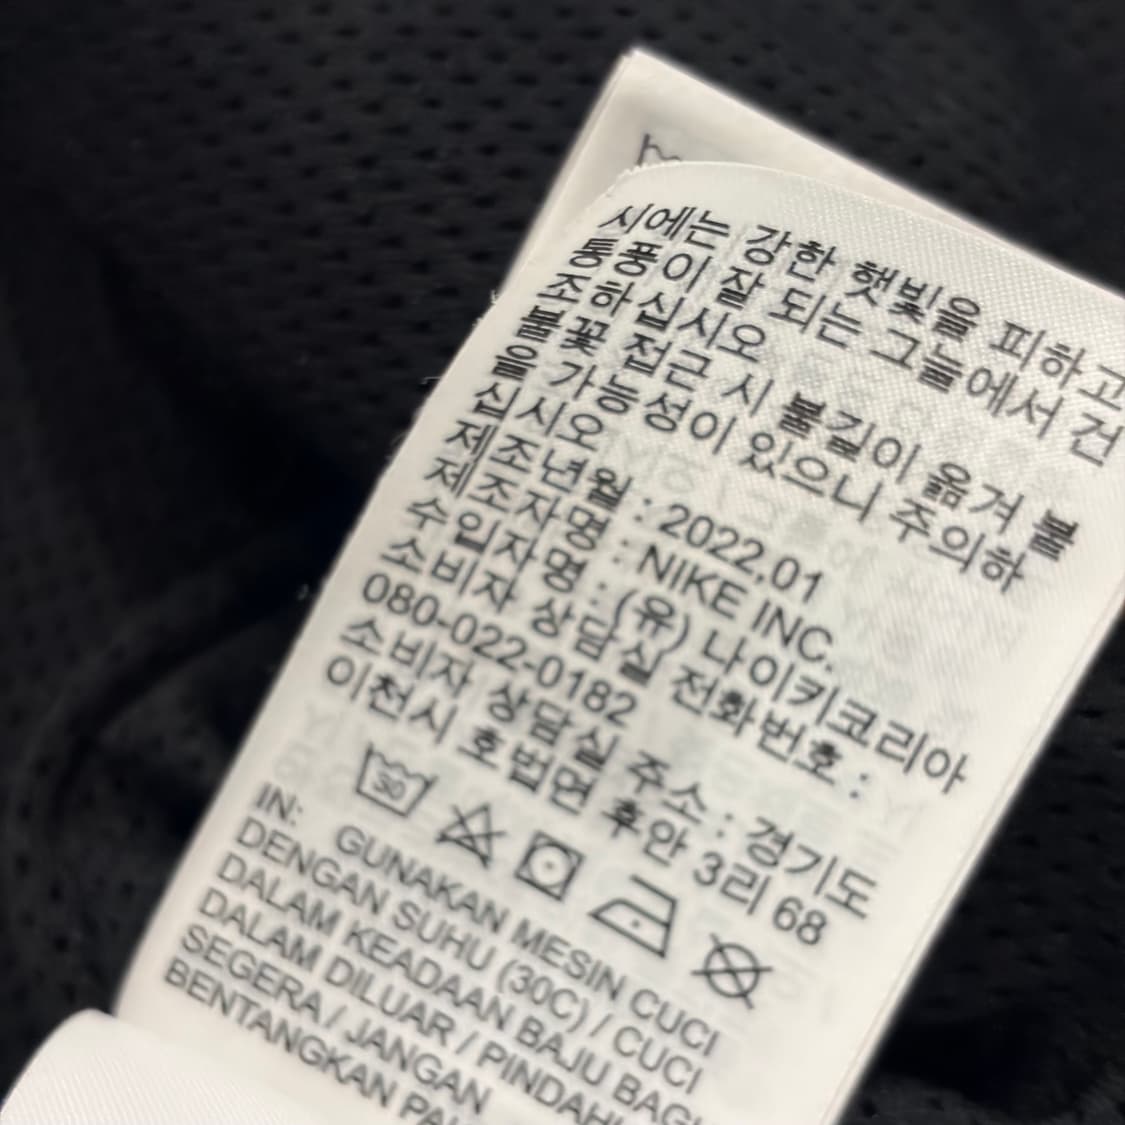 시에는 강한 햇빛을 피하고
통풍이 잘 되는 그늘에서 건
조하십시오
불꽃 접근 시 불길이 옮겨 붙
을 가능성이 있으니 주의하
십시오
제조년월 : 2022.01
제조자명 : NIKE INC.
수입자명 : (유) 나이키코리아
소비자 상담실 전화번호 :
080-022-0182
소비자 상담실 주소 : 경기도
이천시 호법면 후안 3리 68
30
IN: GUNAKAN MESIN CUCI
DENGAN SUHU (30C) / CUCI
DALAM KEADAAN BAJU BAGI
DALAM DILUAR / PINDAH
SEGERA / JANGAN
BENTANGKAN